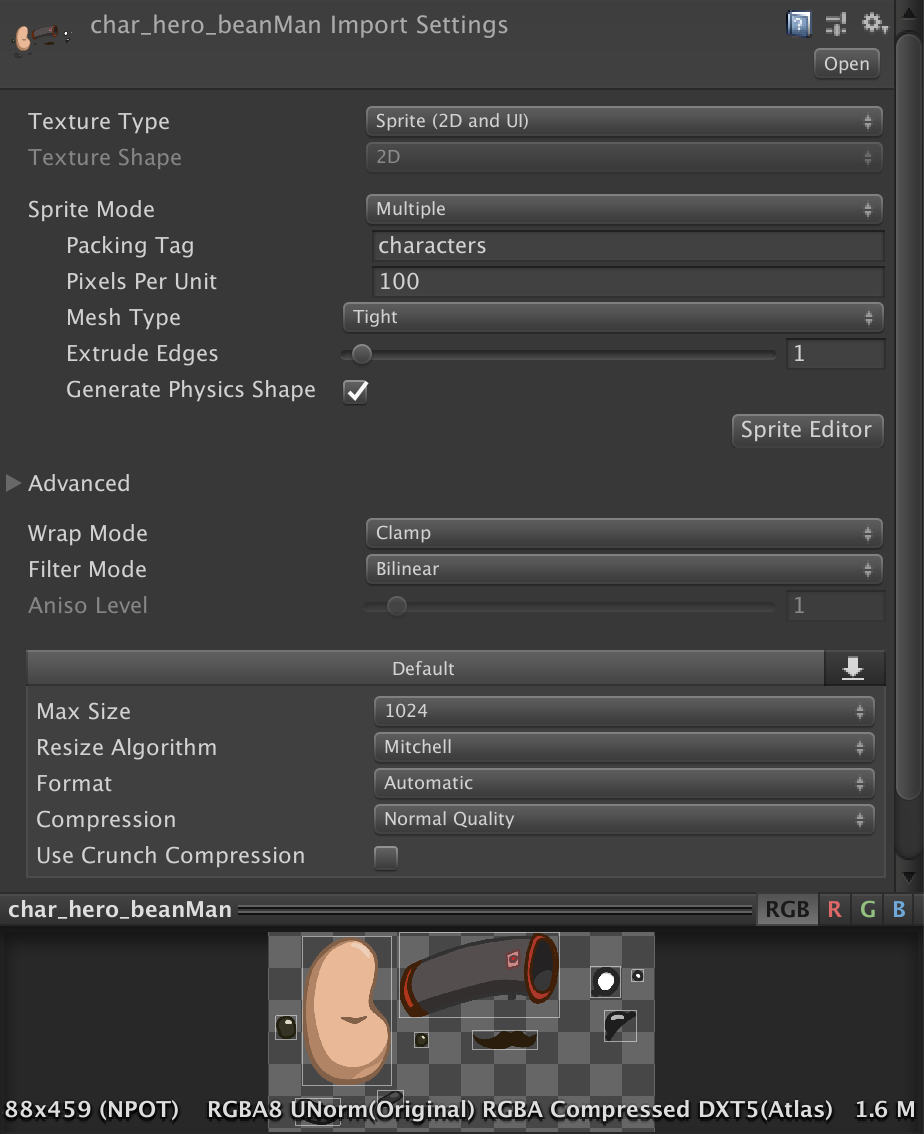 char_hero_beanMan Import Settings
Open
Texture Type Sprite (2D and UI)
Texture Shape 2D
Sprite Mode Multiple
Packing Tag characters
Pixels Per Unit 100
Mesh Type Tight
Extrude Edges 1
Generate Physics Shape
Sprite Editor
Advanced
Wrap Mode Clamp
Filter Mode Bilinear
Aniso Level 1
Default
Max Size 1024
Resize Algorithm Mitchell
Format Automatic
Compression Normal Quality
Use Crunch Compression
char_hero_beanMan RGB R G B
88x459 (NPOT) RGBA8 UNorm(Original) RGBA Compressed DXT5(Atlas) 1.6 M